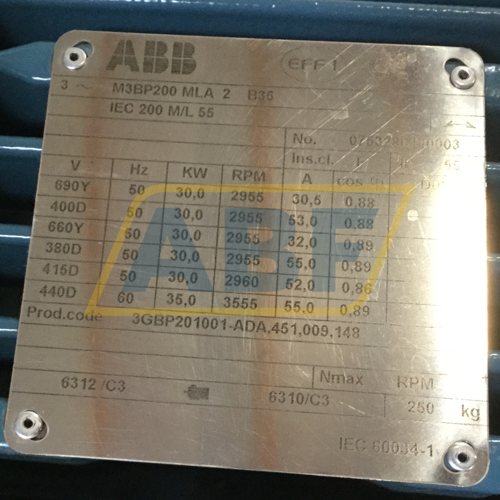 ABB EFF1
3 ~ M3BP200 MLA 2 B35
IEC 200 M/L 55
No.
Ins.cl. F IP 55
V Hz KW RPM A cos φ Duty
690Y 50 30,0 2955 30,5 0,88
400D 50 30,0 2955 53,0 0,88
660Y 50 30,0 2955 32,0 0,89
380D 50 30,0 2955 55,0 0,89
415D 50 30,0 2960 52,0 0,86
440D 60 35,0 3555 55,0 0,89
ABF
Prod.code 3GBP201001-ADA,451,009,148
Nmax RPM
6312 /C3 6310/C3 250 kg
IEC 60034-1